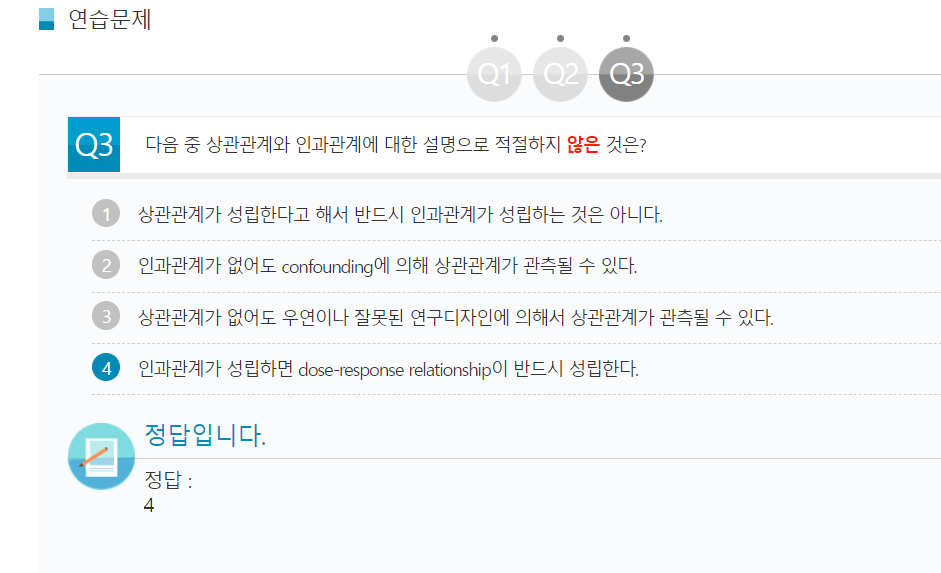 연습문제
Q1 Q2 Q3
Q3 다음 중 상관관계와 인과관계에 대한 설명으로 적절하지 않은 것은?
1 상관관계가 성립한다고 해서 반드시 인과관계가 성립하는 것은 아니다.
2 인과관계가 없어도 confounding에 의해 상관관계가 관측될 수 있다.
3 상관관계가 없어도 우연이나 잘못된 연구디자인에 의해서 상관관계가 관측될 수 있다.
4 인과관계가 성립하면 dose-response relationship이 반드시 성립한다.
정답입니다.
정답 :
4